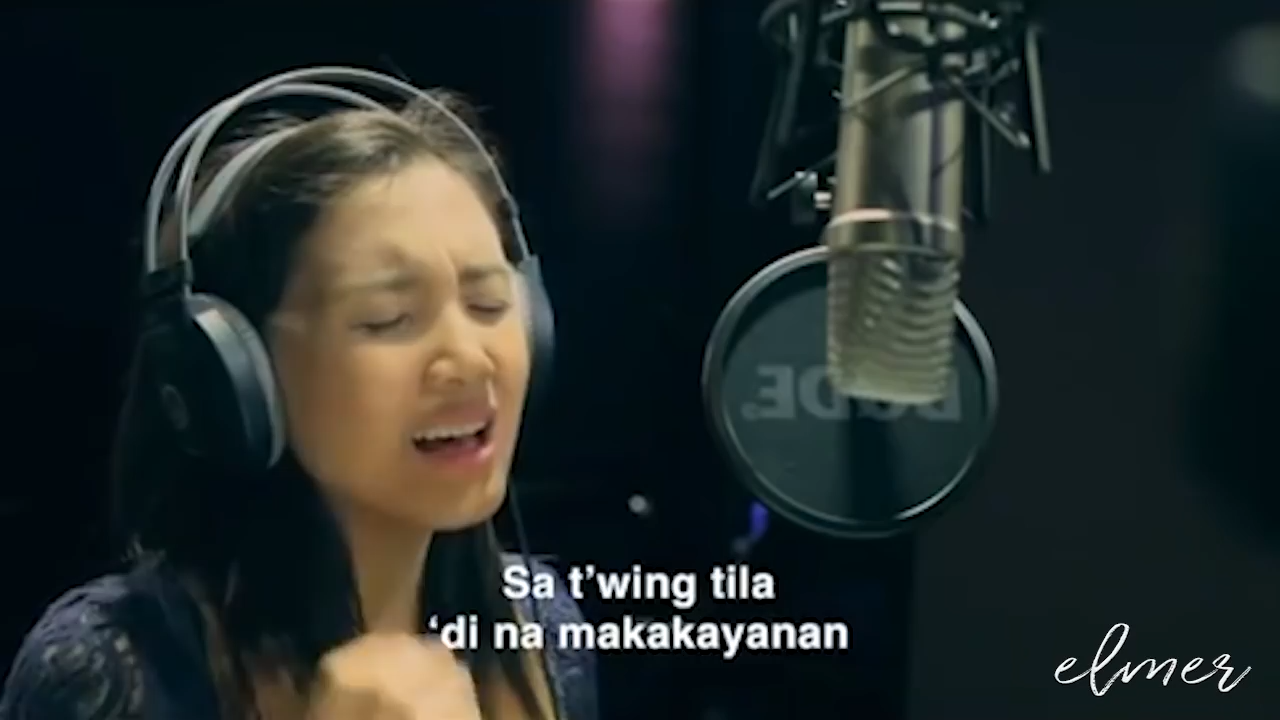 Sa t’wing tila
‘di na makakayanan
elmer